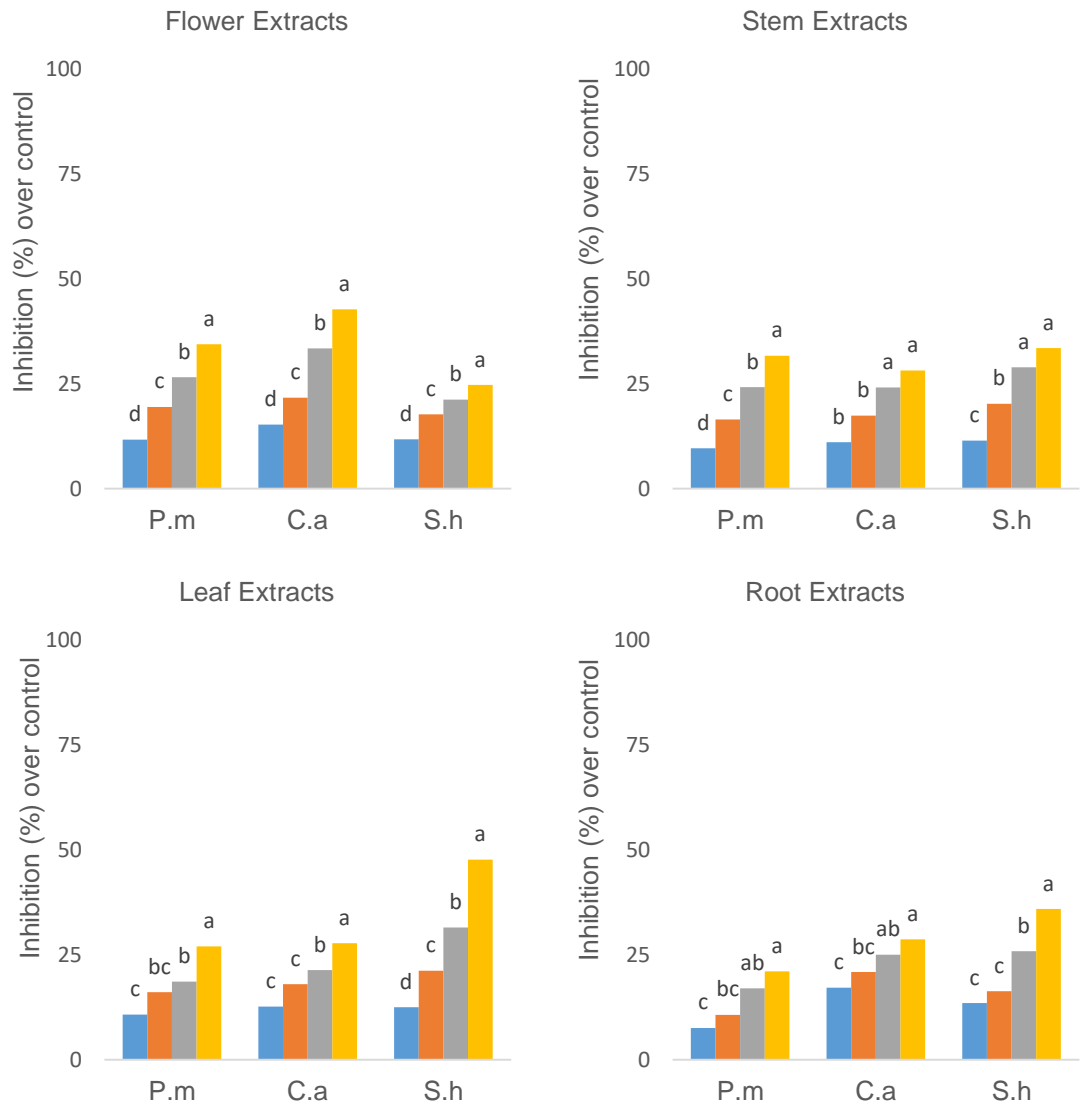 Flower Extracts
Inhibition (%) over control
100
75
50
25
0
d c b a
d c b a
d c b a
P.m C.a S.h
Stem Extracts
Inhibition (%) over control
100
75
50
25
0
d c b a
b b a a
c b a a
P.m C.a S.h
Leaf Extracts
Inhibition (%) over control
100
75
50
25
0
c bc b a
c c b a
d c b a
P.m C.a S.h
Root Extracts
Inhibition (%) over control
100
75
50
25
0
c bc ab a
c bc ab a
c c b a
P.m C.a S.h